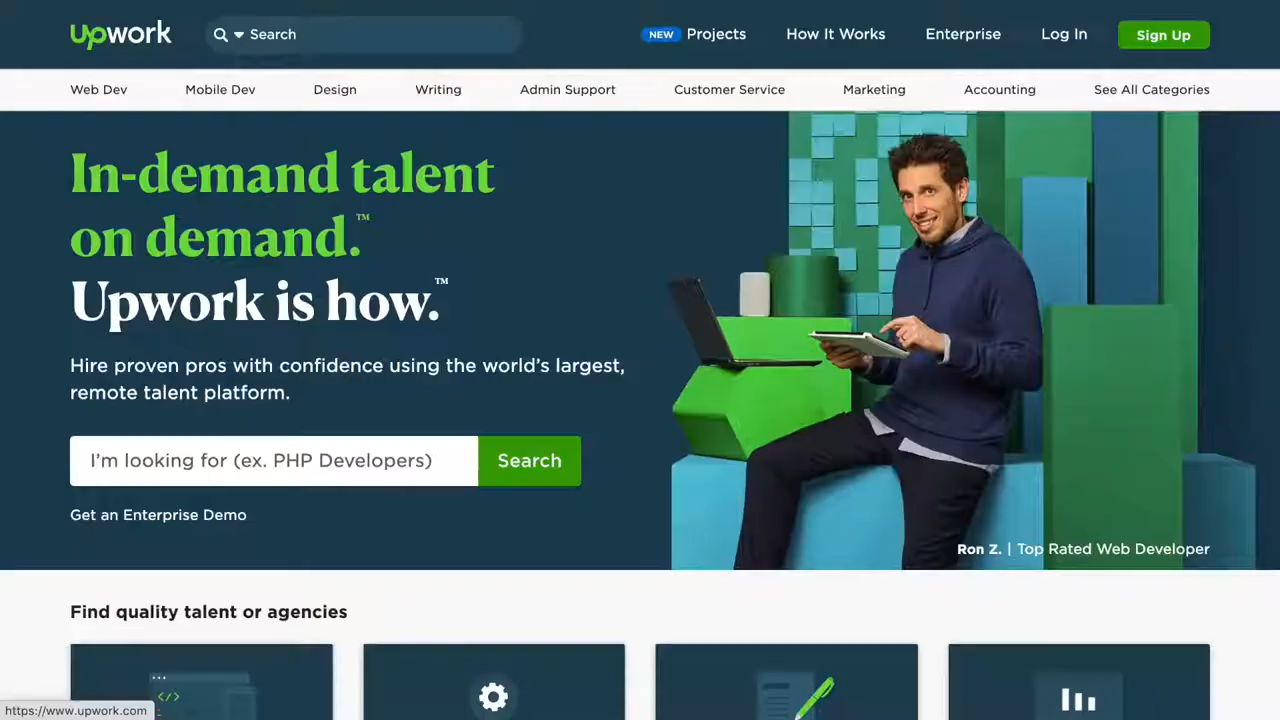 Upwork
Search
NEW Projects
How It Works
Enterprise
Log In
Sign Up
Web Dev
Mobile Dev
Design
Writing
Admin Support
Customer Service
Marketing
Accounting
See All Categories
In-demand talent
on demand.™
Upwork is how.™
Hire proven pros with confidence using the world's largest,
remote talent platform.
I'm looking for (ex. PHP Developers)
Search
Get an Enterprise Demo
Ron Z. | Top Rated Web Developer
Find quality talent or agencies
</>
https://www.upwork.com